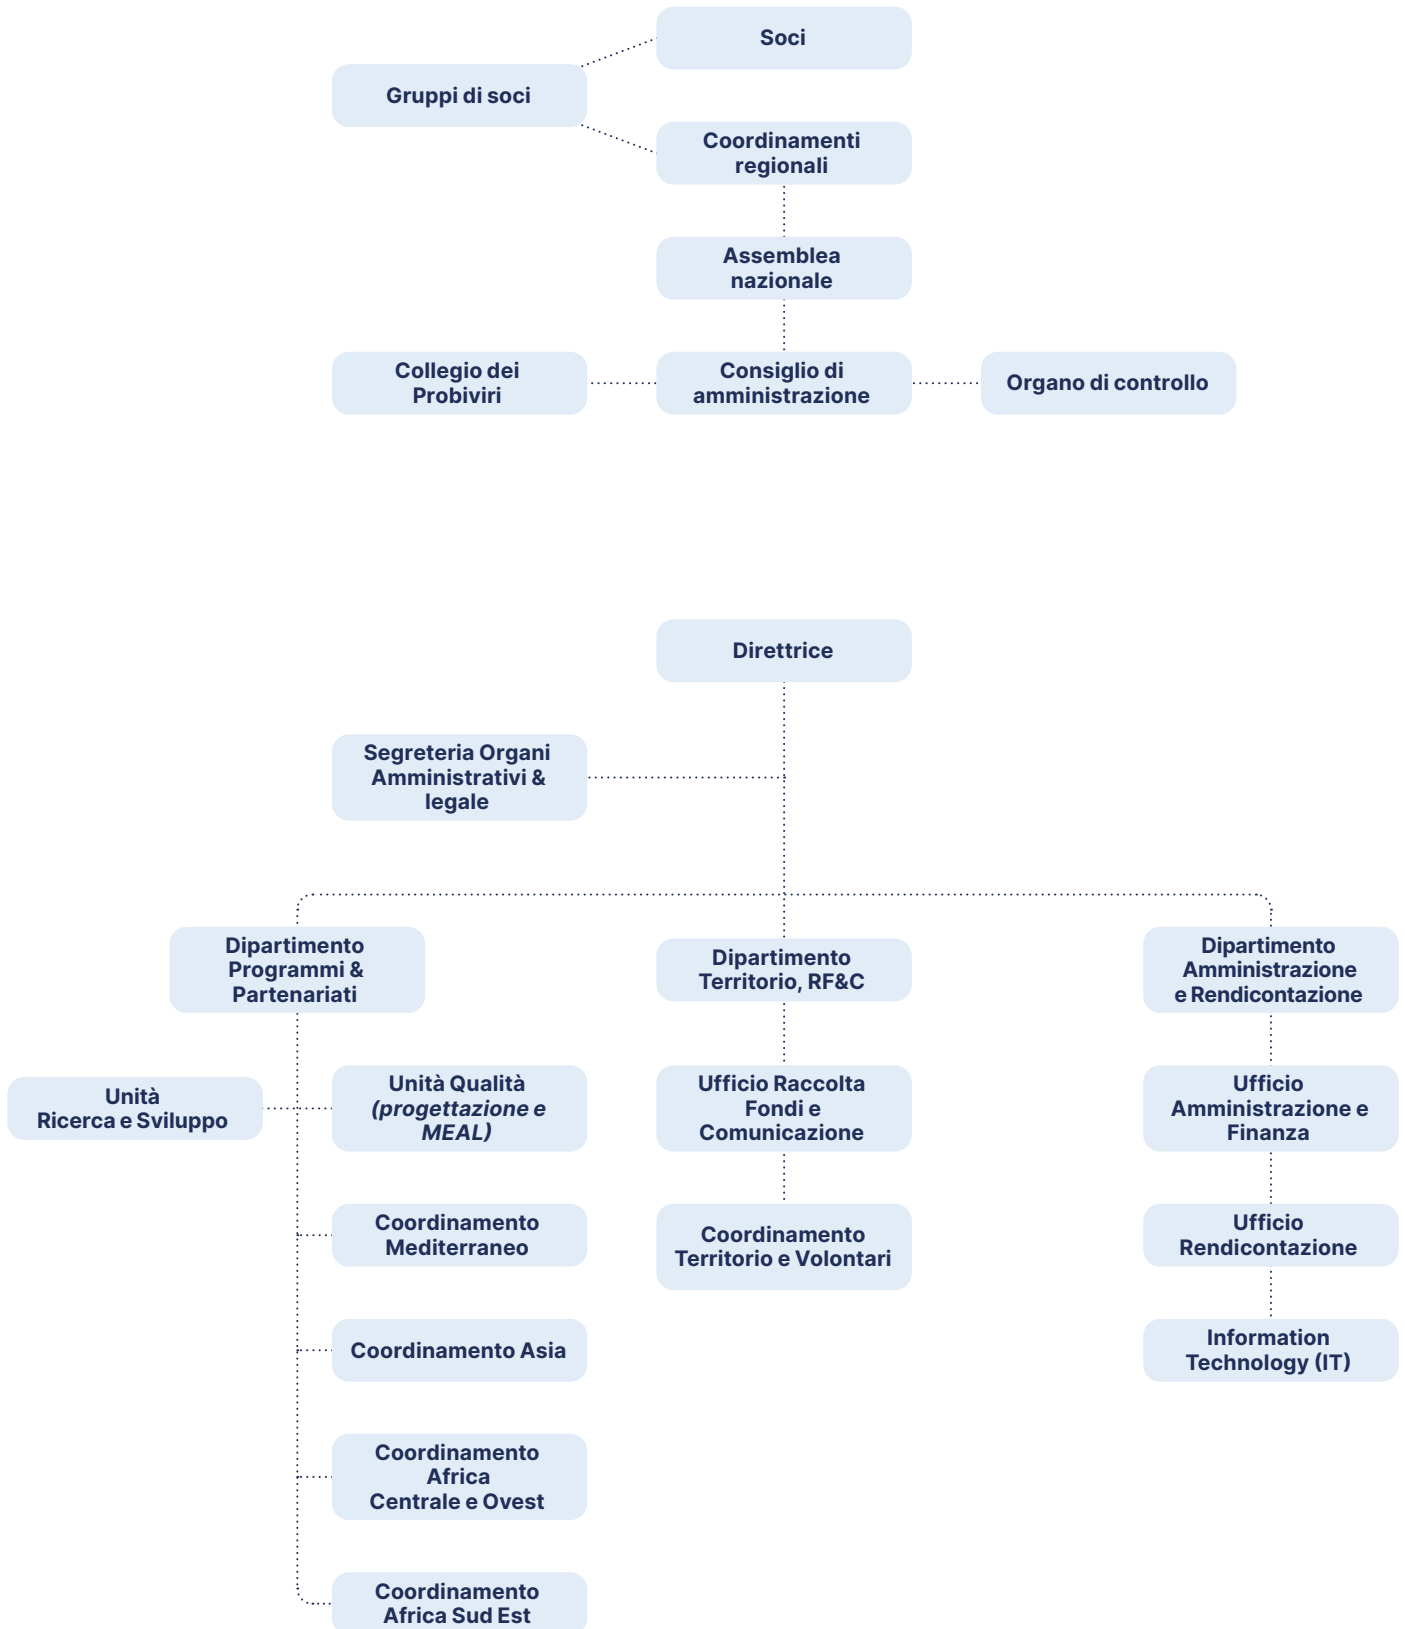 Soci
Gruppi di soci
Coordinamenti
regionali
Assemblea
nazionale
Collegio dei
Probiviri
Consiglio di
amministrazione
Organo di controllo
Direttrice
Segreteria Organi
Amministrativi &
legale
Dipartimento
Programmi &
Partenariati
Dipartimento
Territorio, RF&C
Dipartimento
Amministrazione
e Rendicontazione
Unità
Ricerca e Sviluppo
Unità Qualità
(progettazione e
MEAL)
Ufficio Raccolta
Fondi e
Comunicazione
Ufficio
Amministrazione e
Finanza
Coordinamento
Mediterraneo
Coordinamento
Territorio e Volontari
Ufficio
Rendicontazione
Coordinamento Asia
Information
Technology (IT)
Coordinamento
Africa
Centrale e Ovest
Coordinamento
Africa Sud Est